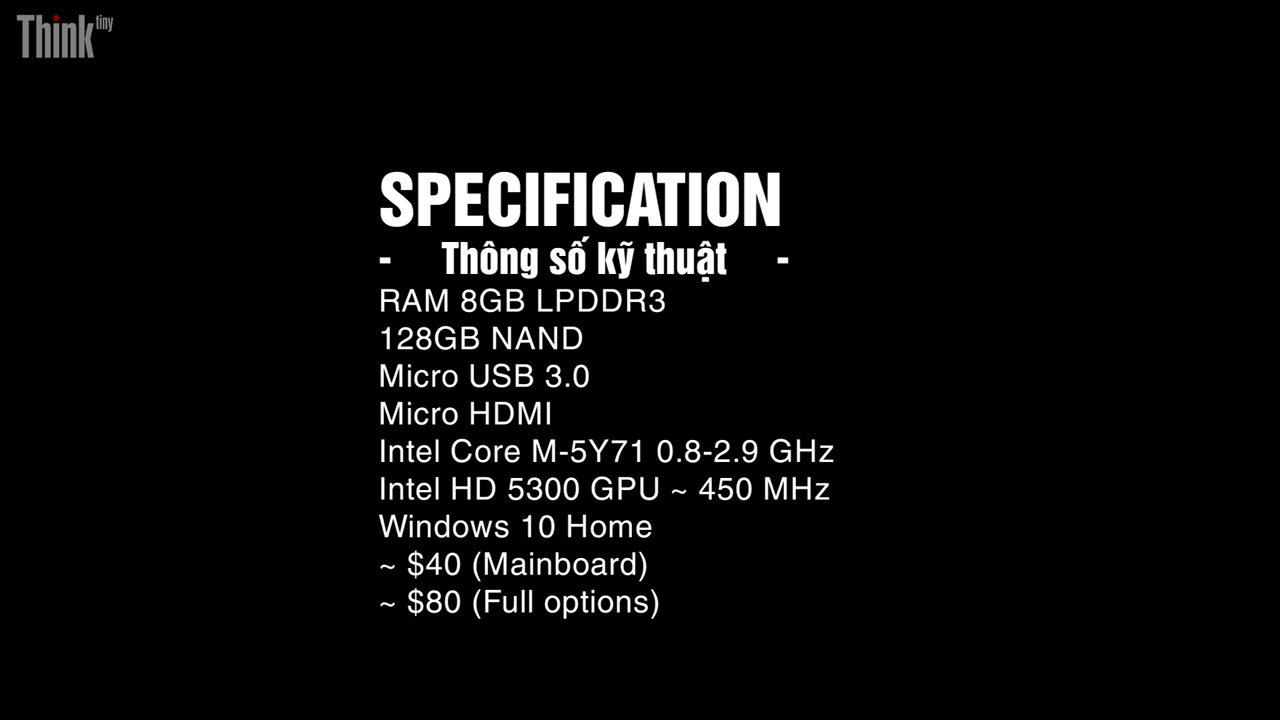 Think tiny
SPECIFICATION
- Thông số kỹ thuật -
RAM 8GB LPDDR3
128GB NAND
Micro USB 3.0
Micro HDMI
Intel Core M-5Y71 0.8-2.9 GHz
Intel HD 5300 GPU ~ 450 MHz
Windows 10 Home
~ $40 (Mainboard)
~ $80 (Full options)